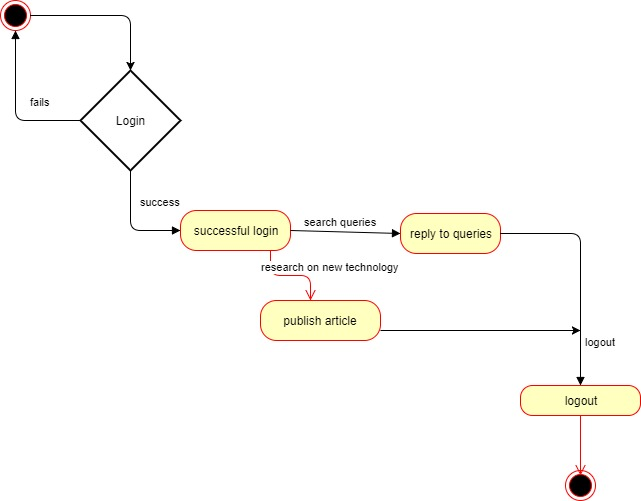 fails
Login
success
successful login
search queries
reply to queries
research on new technology
publish article
logout
logout